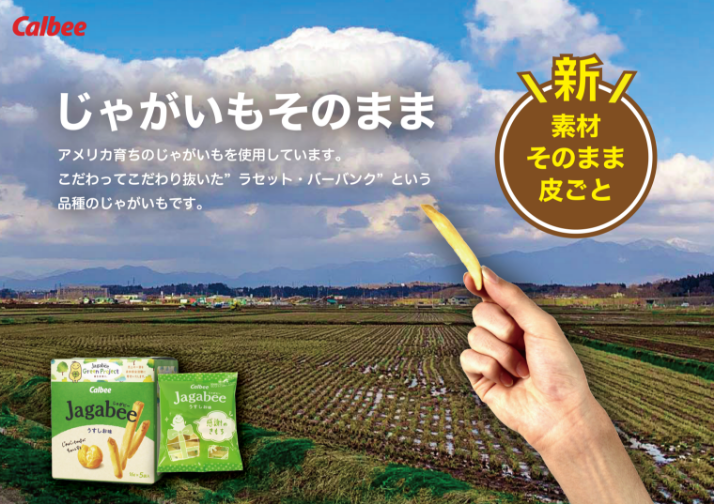 Calbee
じゃがいもそのまま
アメリカ育ちのじゃがいもを使用しています。
こだわってこだわり抜いた”ラセット・バーバンク”という
品種のじゃがいもです。
新
素材
そのまま
皮ごと
Jagabee
Green Project
Calbee
Jagabee
うすしお味
Calbee
Jagabee
うすしお味